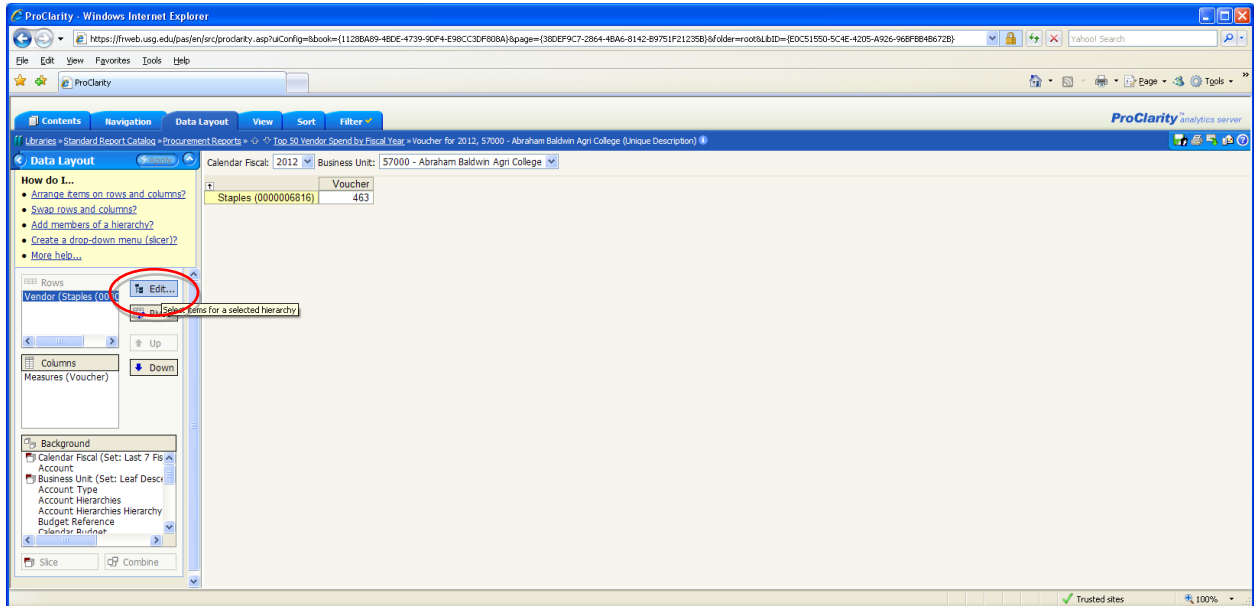 ProClarity - Windows Internet Explorer
https://frweb.usg.edu/pas/en/src/proclarity.asp?uiConfig=&book={1128BA89-4BDE-4739-9DF4-E98CC3DF808A}&page={38DEF9C7-2864-4BA6-8142-B9751F21235B}&folder=root&LibID={E0C51550-5C4E-4205-A926-96BFBB4B672B} Yahoo! Search
File Edit View Favorites Tools Help
ProClarity Page Tools »
Contents Navigation Data Layout View Sort Filter ProClarity™ analytics server
Libraries » Standard Report Catalog » Procurement Reports » Top 50 Vendor Spend by Fiscal Year » Voucher for 2012, 57000 - Abraham Baldwin Agri College (Unique Description)
Data Layout Calendar Fiscal: 2012 Business Unit: 57000 - Abraham Baldwin Agri College
How do I...
• Arrange items on rows and columns?
• Swap rows and columns?
• Add members of a hierarchy?
• Create a drop-down menu (slicer)?
• More help...
Voucher
Staples (0000006816) 463
Rows
Edit...
Vendor (Staples (000
Select items for a selected hierarchy
Up
Columns
Down
Measures (Voucher)
Background
Calendar Fiscal (Set: Last 7 Fis
Account
Business Unit (Set: Leaf Desce
Account Type
Account Hierarchies
Account Hierarchies Hierarchy
Budget Reference
Calendar Budget
Slice Combine
Trusted sites 100%